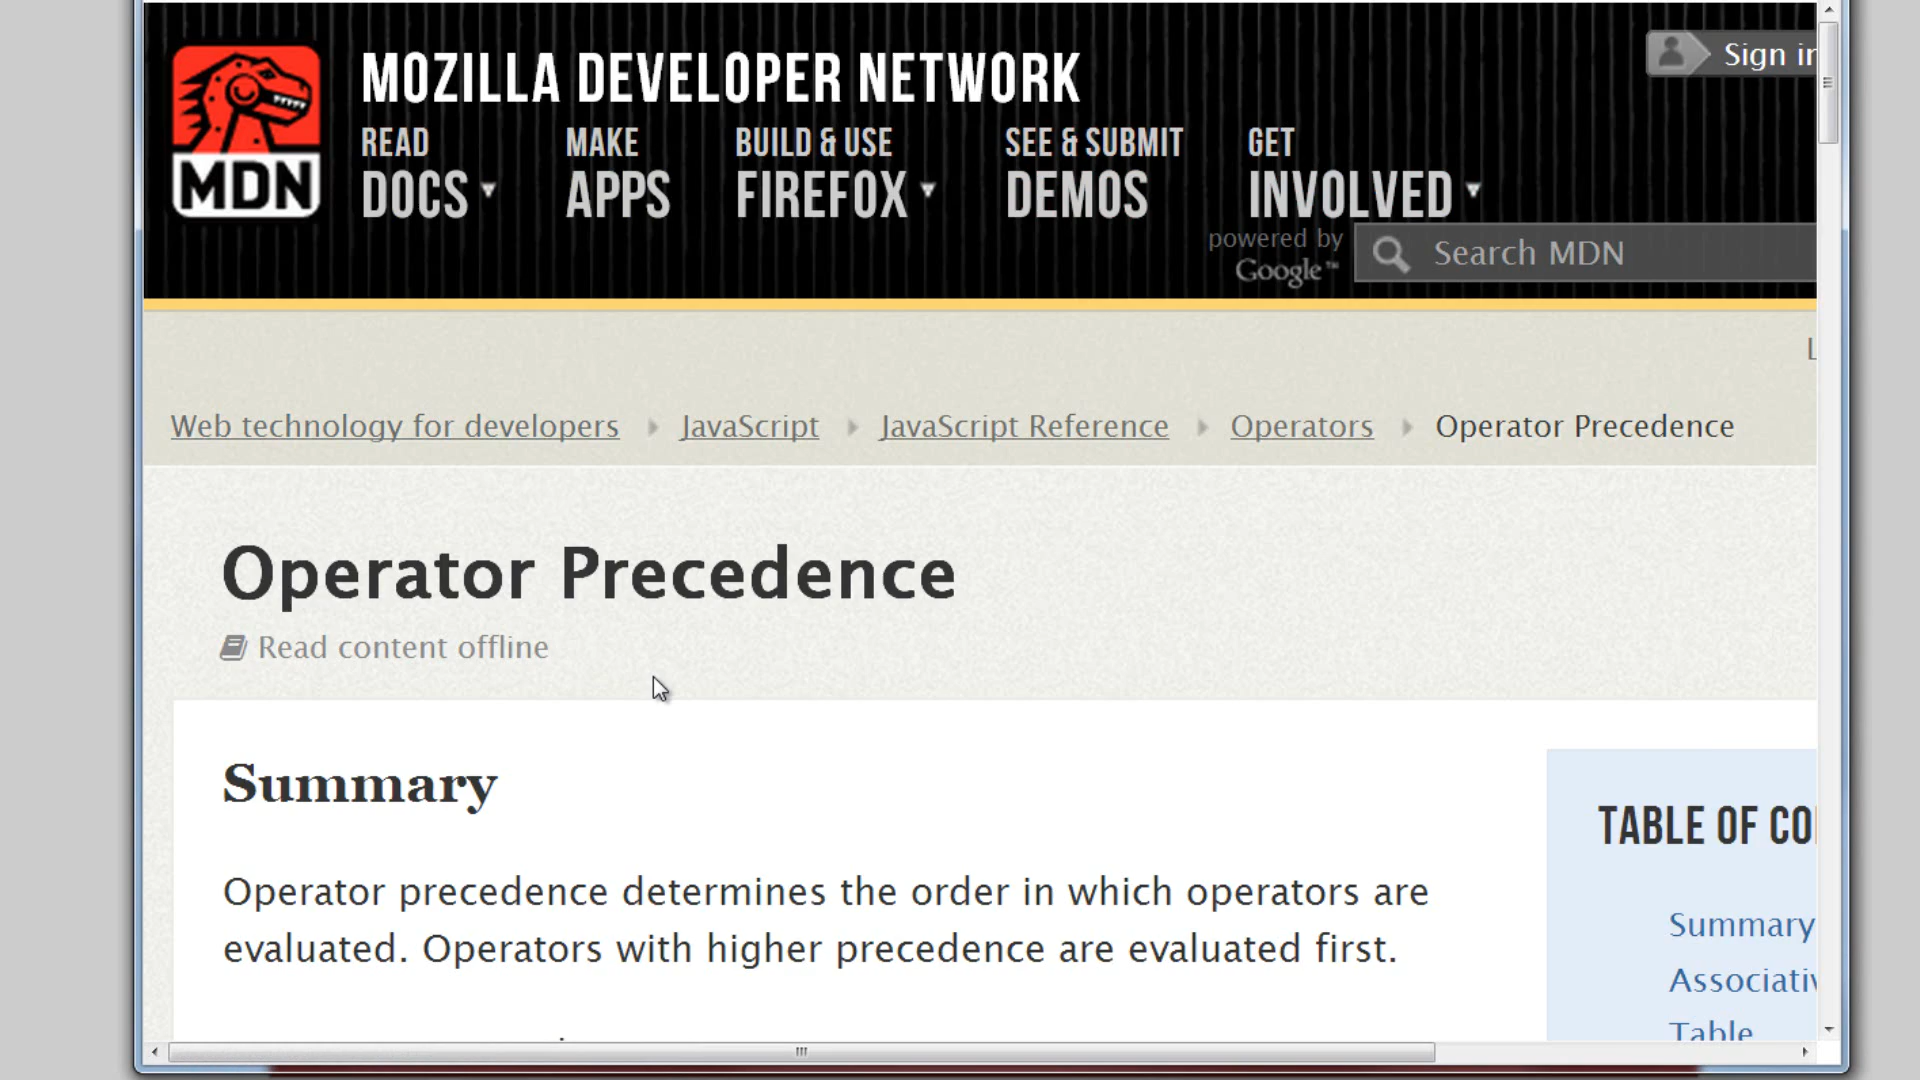 MOZILLA DEVELOPER NETWORK
Sign in
READ DOCS
MAKE APPS
BUILD & USE FIREFOX
SEE & SUBMIT DEMOS
GET INVOLVED
MDN
powered by Google™
Search MDN
Web technology for developers JavaScript JavaScript Reference Operators Operator Precedence
Operator Precedence
Read content offline
Summary
Operator precedence determines the order in which operators are
evaluated. Operators with higher precedence are evaluated first.
TABLE OF CO
Summary
Associativ
Table